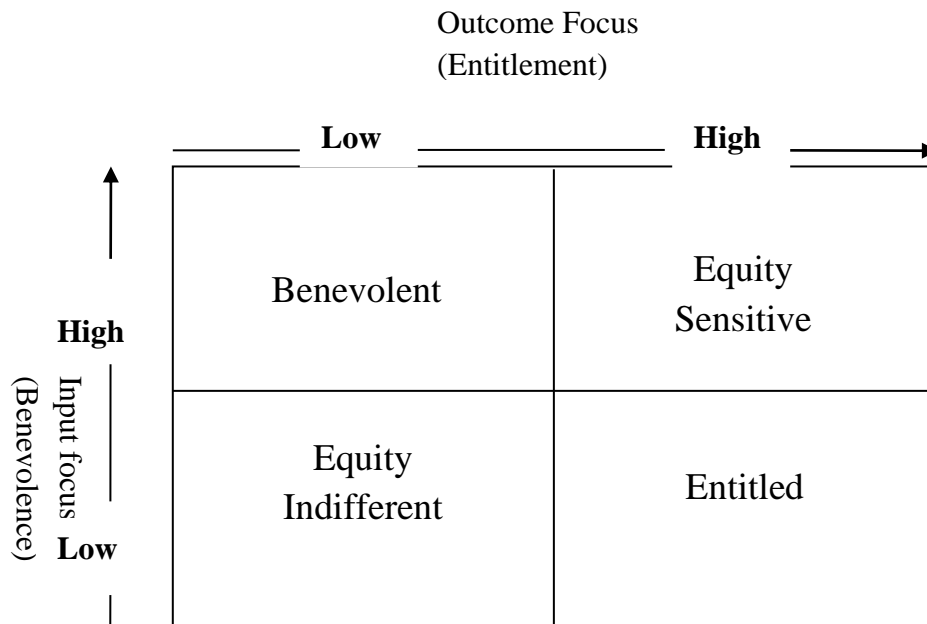 Outcome Focus
(Entitlement)
Low
High
Benevolent
Equity
Sensitive
High
Input focus
(Benevolence)
Equity
Indifferent
Entitled
Low